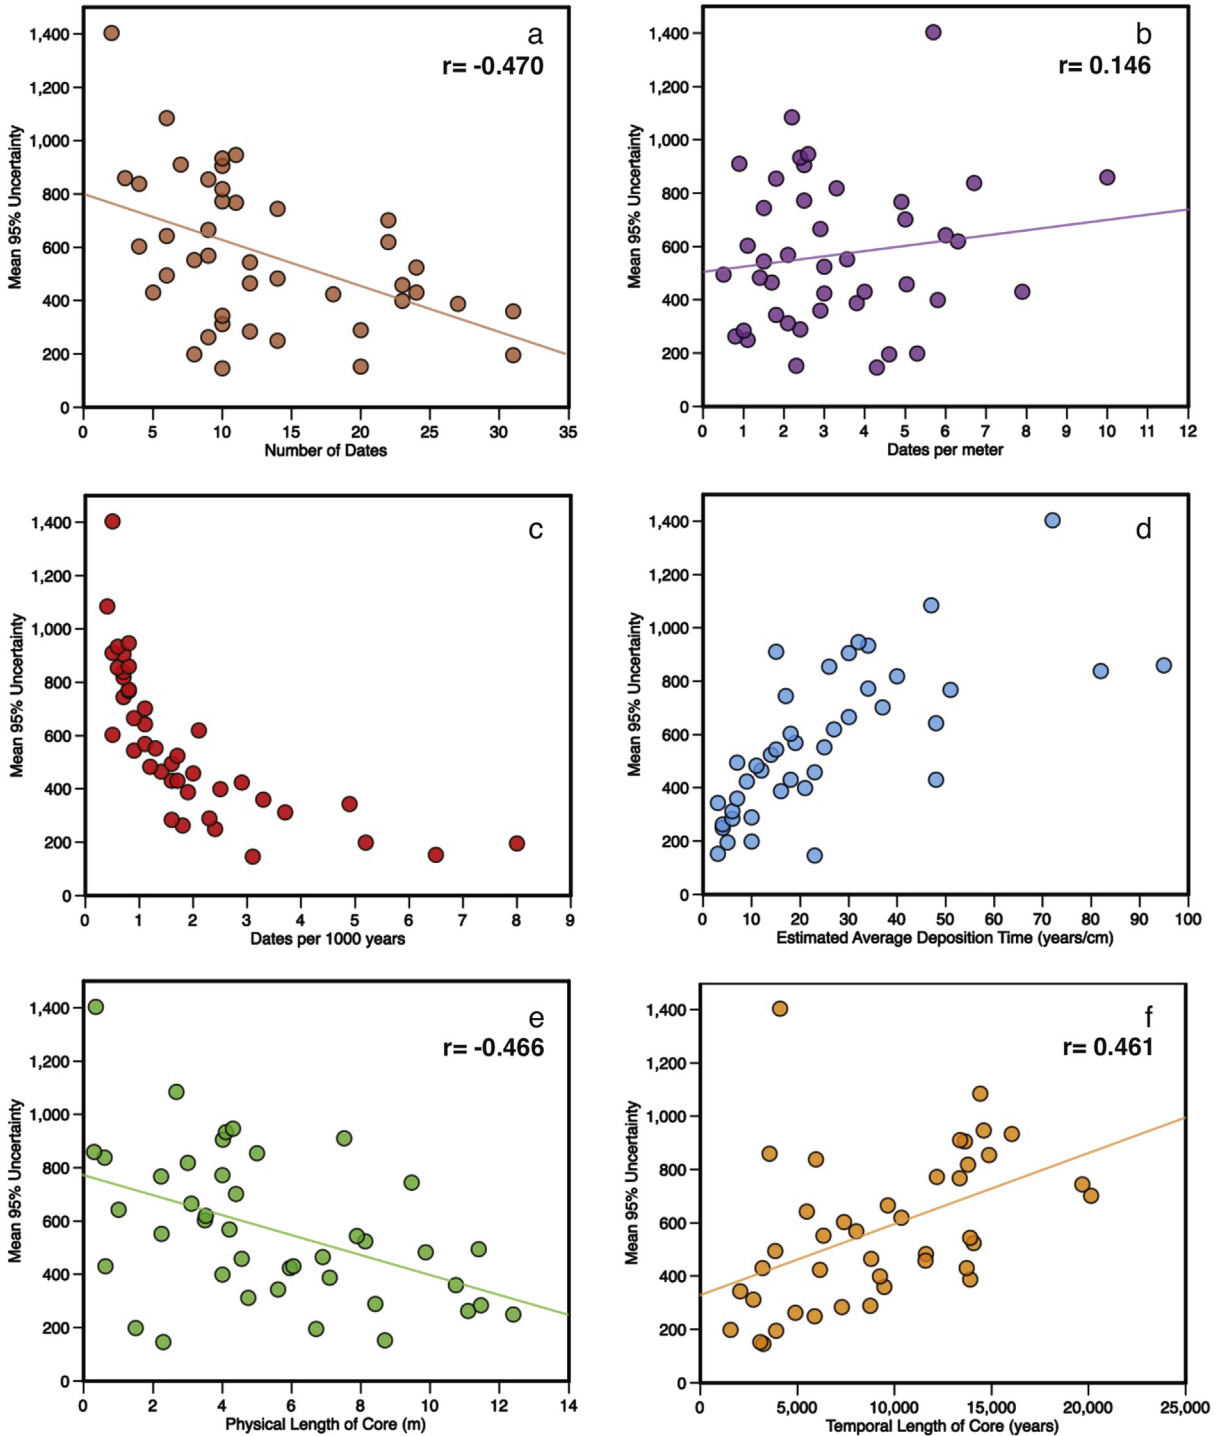 a
r= -0.470
Mean 95% Uncertainty
1,400
1,200
1,000
800
600
400
200
0
0 5 10 15 20 25 30 35
Number of Dates
b
r= 0.146
Mean 95% Uncertainty
1,400
1,200
1,000
800
600
400
200
0
0 1 2 3 4 5 6 7 8 9 10 11 12
Dates per meter
c
Mean 95% Uncertainty
1,400
1,200
1,000
800
600
400
200
0
0 1 2 3 4 5 6 7 8 9
Dates per 1000 years
d
Mean 95% Uncertainty
1,400
1,200
1,000
800
600
400
200
0
0 10 20 30 40 50 60 70 80 90 100
Estimated Average Deposition Time (years/cm)
e
r= -0.466
Mean 95% Uncertainty
1,400
1,200
1,000
800
600
400
200
0
0 2 4 6 8 10 12 14
Physical Length of Core (m)
f
r= 0.461
Mean 95% Uncertainty
1,400
1,200
1,000
800
600
400
200
0
0 5,000 10,000 15,000 20,000 25,000
Temporal Length of Core (years)